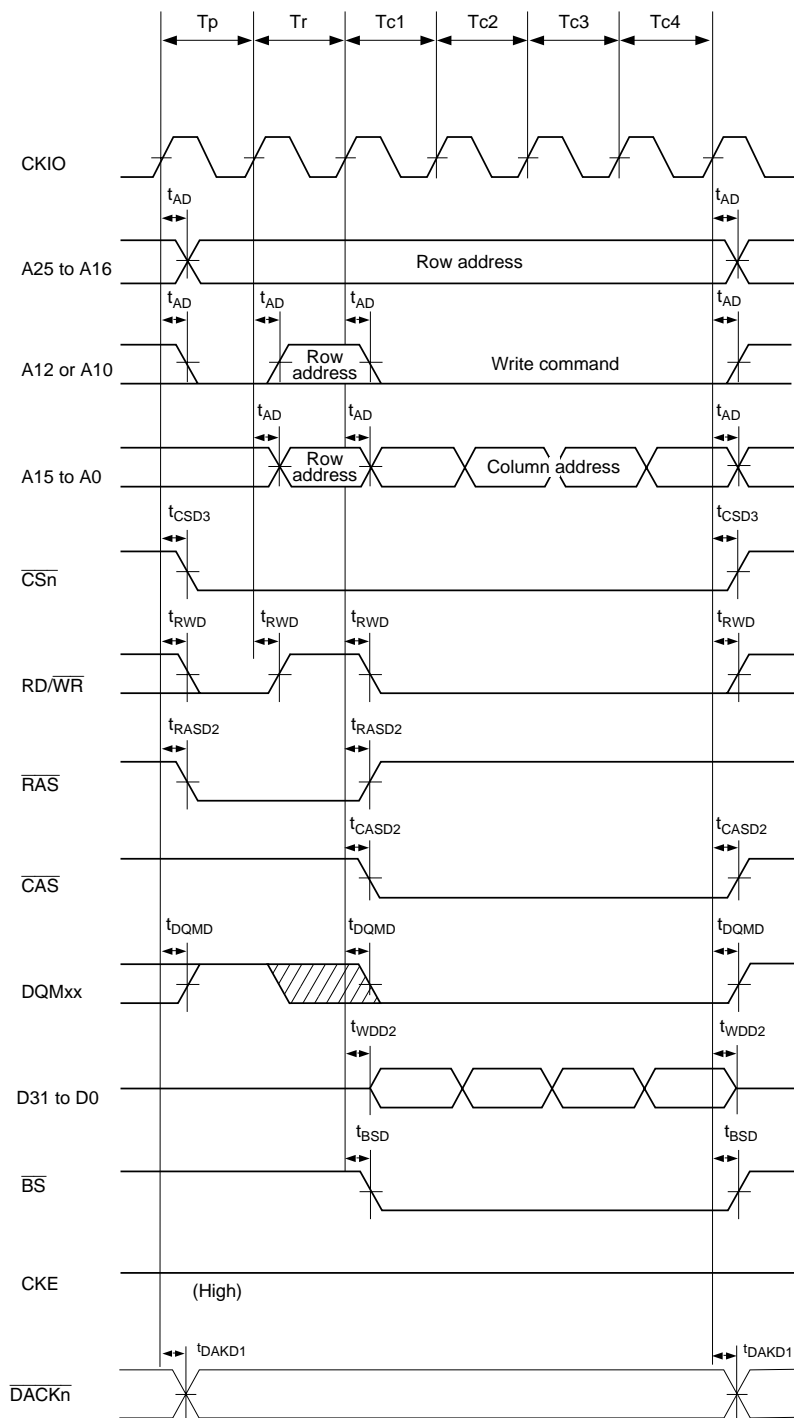 Tp Tr Tc1 Tc2 Tc3 Tc4
CKIO
tAD tAD
A25 to A16 Row address
tAD tAD tAD tAD
A12 or A10 Row address Write command
tAD tAD tAD
A15 to A0 Row address Column address
tCSD3 tCSD3
CSn
tRWD tRWD tRWD tRWD
RD/WR
tRASD2 tRASD2
RAS
tCASD2 tCASD2
CAS
tDQMD tDQMD tDQMD
DQMxx
tWDD2 tWDD2
D31 to D0
tBSD tBSD
BS
CKE (High)
tDAKD1 tDAKD1
DACKn